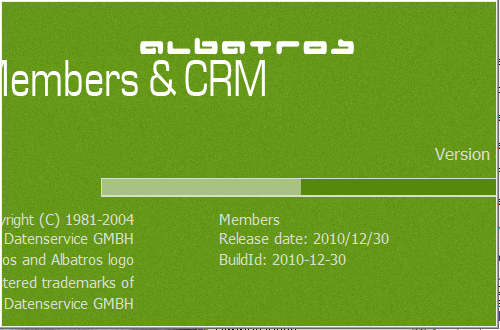 albatros
Members & CRM
Version
yright (C) 1981-2004
Datenservice GMBH
os and Albatros logo
tered trademarks of
Datenservice GMBH
Members
Release date: 2010/12/30
BuildId: 2010-12-30